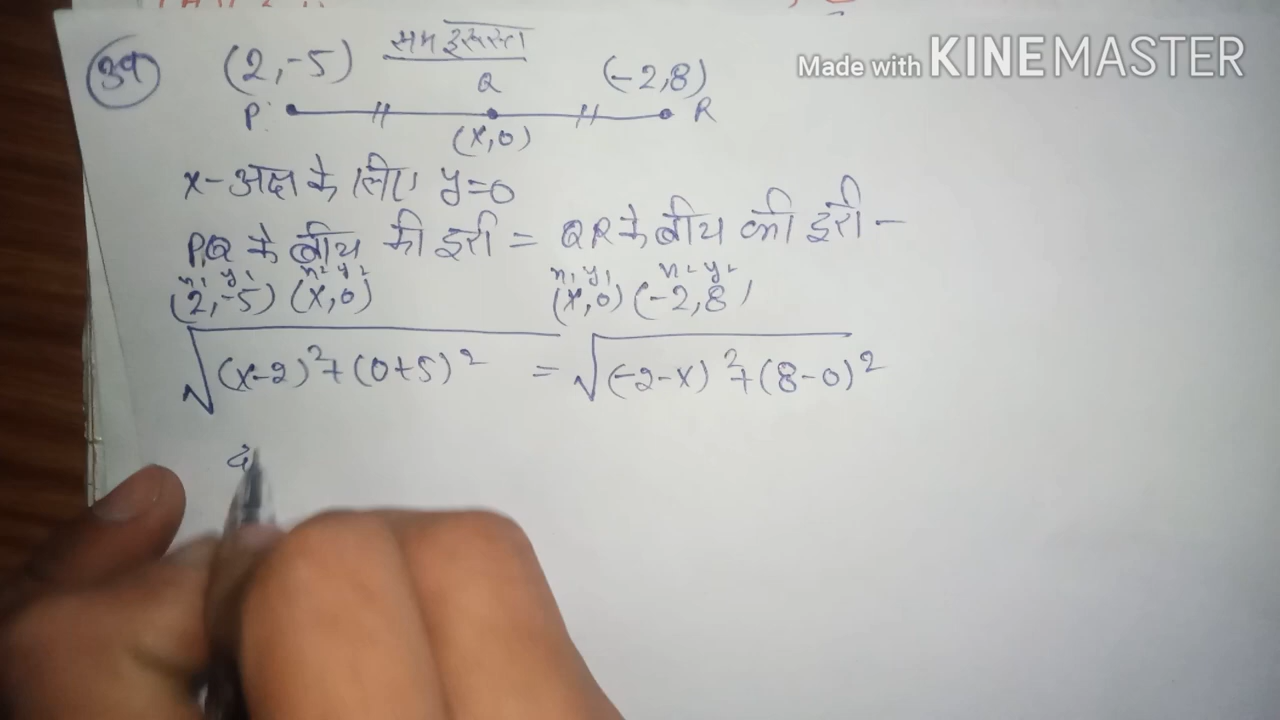 Made with KINEMASTER
39 (2,-5) सम दूरस्थ (-2,8)
P Q R
(x,0)
x-अक्ष के लिए y=0
PQ के बीच की दूरी = QR के बीच की दूरी -
x₁ y₁ x₂ y₂ x₁ y₁ x₂ y₂
(2,-5) (x,0) (x,0) (-2,8)
√(x-2)²+(0+5)² = √(-2-x)²+(8-0)²